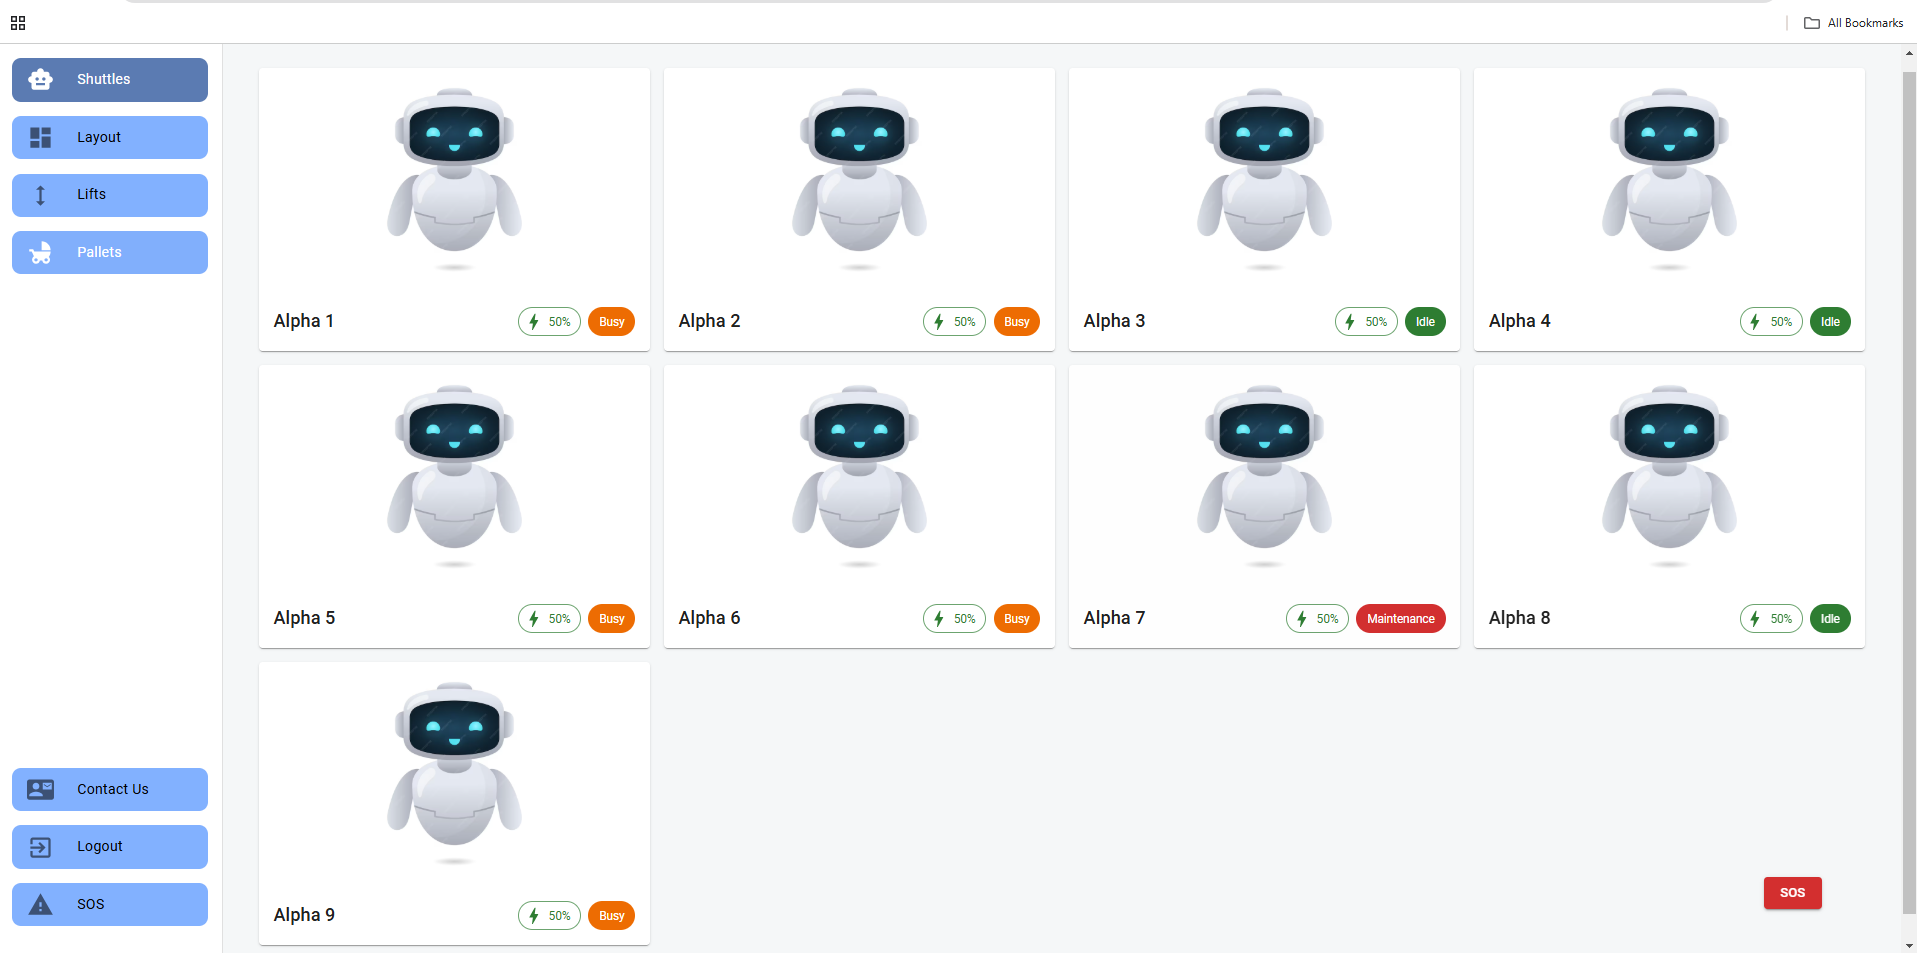 All Bookmarks
Shuttles
Layout
Lifts
Pallets
Contact Us
Logout
SOS
Alpha 1 50% Busy
Alpha 2 50% Busy
Alpha 3 50% Idle
Alpha 4 50% Idle
Alpha 5 50% Busy
Alpha 6 50% Busy
Alpha 7 50% Maintenance
Alpha 8 50% Idle
Alpha 9 50% Busy
SOS